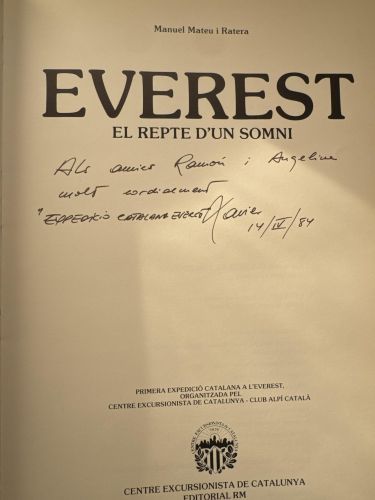 Manuel Mateu i Ratera
EVEREST
EL REPTE D'UN SOMNI
Als amics Ramón i Angelina
molt cordialment
"EXPEDICIÓ CATALANA EVEREST" Xavier
14/IV/84
PRIMERA EXPEDICIÓ CATALANA A L'EVEREST,
ORGANITZADA PEL
CENTRE EXCURSIONISTA DE CATALUNYA - CLUB ALPÍ CATALÀ
CENTRE EXCURSIONISTA DE CATALUNYA
EDITORIAL RM